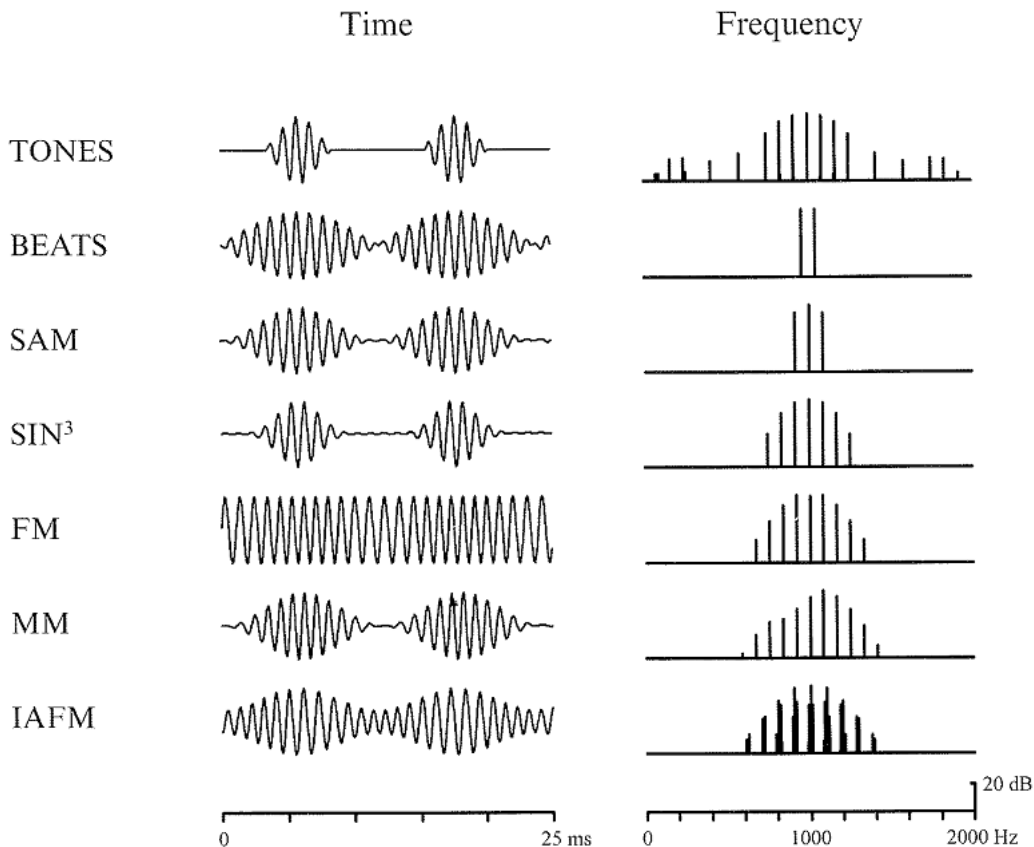 Time Frequency
TONES
BEATS
SAM
SIN³
FM
MM
IAFM
20 dB
0 25 ms 0 1000 2000 Hz